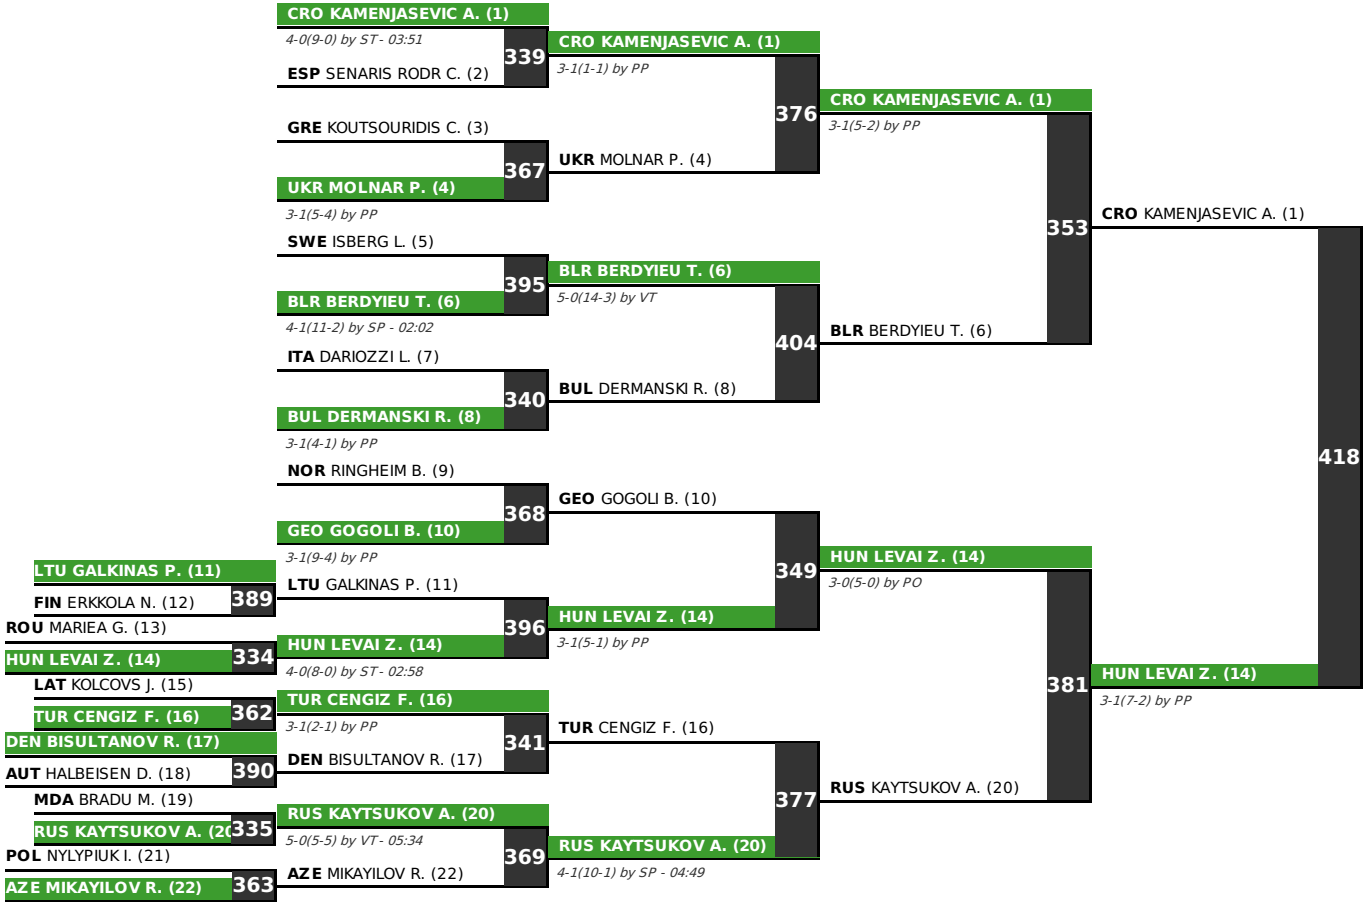 CRO KAMENJASEVIC A. (1)
4-0(9-0) by ST - 03:51
339
ESP SENARIS RODR C. (2)
GRE KOUTSOURIDIS C. (3)
367
UKR MOLNAR P. (4)
3-1(5-4) by PP
SWE ISBERG L. (5)
395
BLR BERDYIEU T. (6)
4-1(11-2) by SP - 02:02
ITA DARIOZZI L. (7)
340
BUL DERMANSKI R. (8)
3-1(4-1) by PP
NOR RINGHEIM B. (9)
368
GEO GOGOLI B. (10)
3-1(9-4) by PP
LTU GALKINAS P. (11)
396
HUN LEVAI Z. (14)
4-0(8-0) by ST - 02:58
TUR CENGIZ F. (16)
3-1(2-1) by PP
341
DEN BISULTANOV R. (17)
RUS KAYTSUKOV A. (20)
5-0(5-5) by VT - 05:34
369
AZE MIKAYILOV R. (22)
LTU GALKINAS P. (11)
FIN ERKKOLA N. (12)
389
ROU MARIEA G. (13)
HUN LEVAI Z. (14)
334
LAT KOLCOVS J. (15)
TUR CENGIZ F. (16)
362
DEN BISULTANOV R. (17)
AUT HALBEISEN D. (18)
390
MDA BRADU M. (19)
RUS KAYTSUKOV A. (20
335
POL NYLYPIUK I. (21)
AZE MIKAYILOV R. (22)
363
CRO KAMENJASEVIC A. (1)
3-1(1-1) by PP
376
UKR MOLNAR P. (4)
BLR BERDYIEU T. (6)
5-0(14-3) by VT
404
BUL DERMANSKI R. (8)
GEO GOGOLI B. (10)
349
HUN LEVAI Z. (14)
3-1(5-1) by PP
TUR CENGIZ F. (16)
377
RUS KAYTSUKOV A. (20)
4-1(10-1) by SP - 04:49
CRO KAMENJASEVIC A. (1)
3-1(5-2) by PP
353
BLR BERDYIEU T. (6)
HUN LEVAI Z. (14)
3-0(5-0) by PO
381
RUS KAYTSUKOV A. (20)
CRO KAMENJASEVIC A. (1)
418
HUN LEVAI Z. (14)
3-1(7-2) by PP